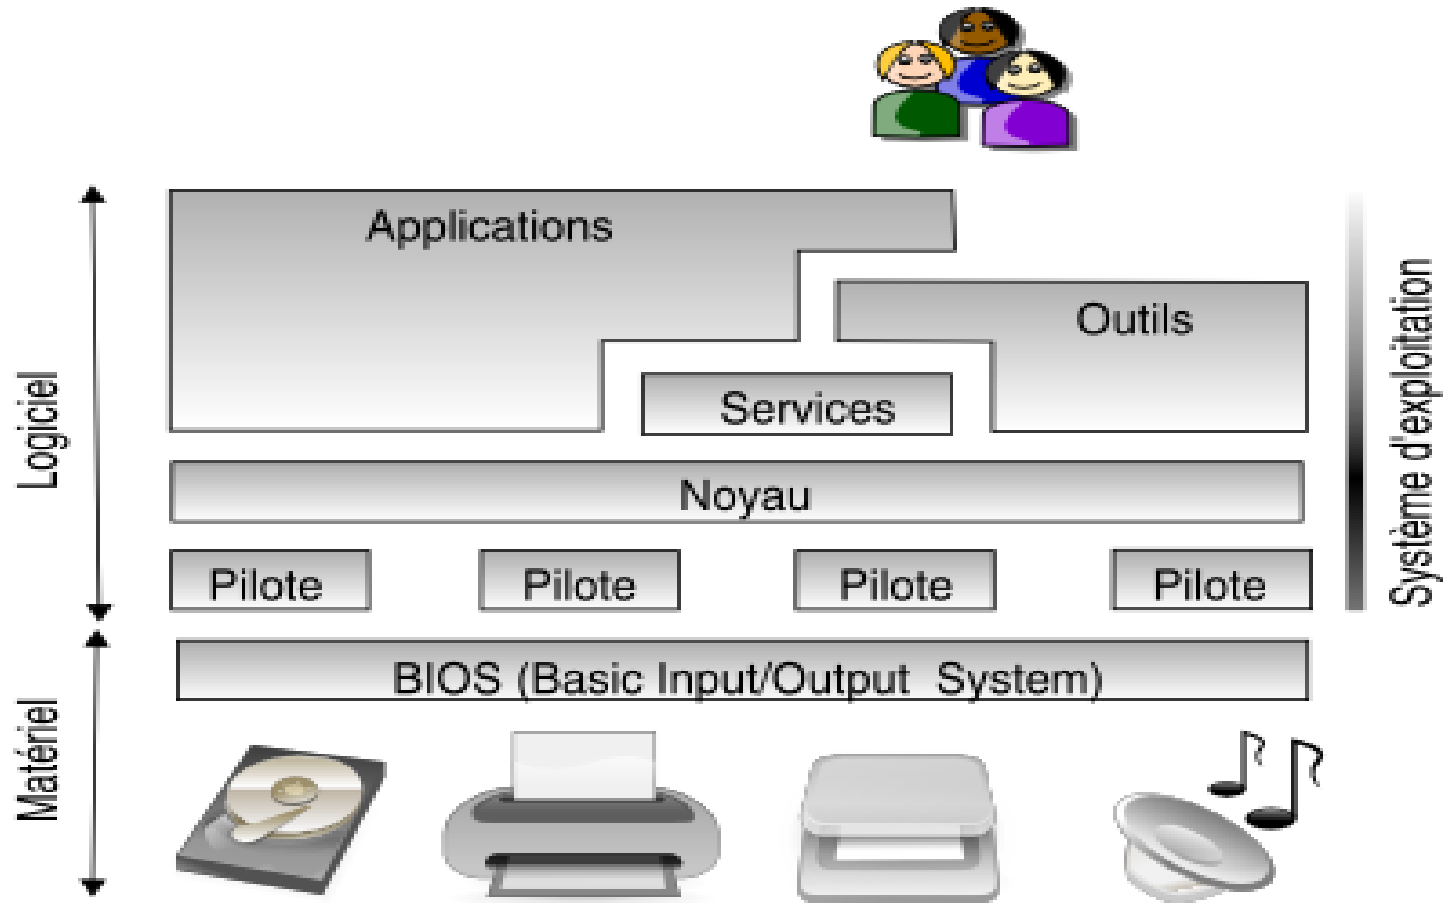 Applications
Outils
Services
Noyau
Pilote
Pilote
Pilote
Pilote
BIOS (Basic Input/Output System)
Logiciel
Matériel
Système d'exploitation